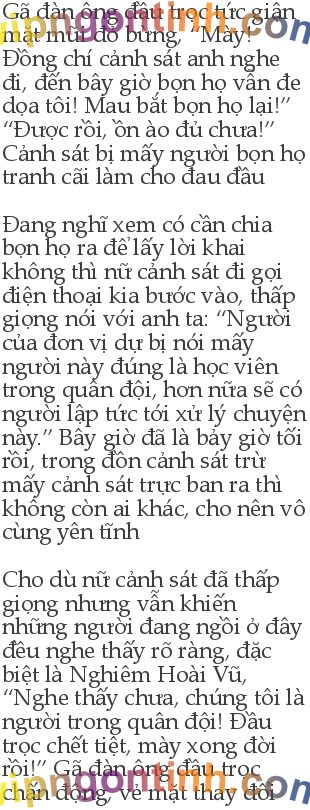 Gã đàn ông đầu trọc tức giận
mặt mũi đỏ bừng, “Mày!
Đồng chí cảnh sát anh nghe
đi, đến bây giờ bọn họ vẫn đe
dọa tôi! Mau bắt bọn họ lại!”
“Được rồi, ồn ào đủ chưa!”
Cảnh sát bị mấy người bọn họ
tranh cãi làm cho đau đầu
Đang nghĩ xem có cần chia
bọn họ ra để lấy lời khai
không thì nữ cảnh sát đi gọi
điện thoại kia bước vào, thấp
giọng nói với anh ta: “Người
của đơn vị dự bị nói mấy
người này đúng là học viên
trong quân đội, hơn nữa sẽ có
người lập tức tới xử lý chuyện
này.” Bây giờ đã là bảy giờ tối
rồi, trong đồn cảnh sát trừ
mấy cảnh sát trực ban ra thì
không còn ai khác, cho nên vô
cùng yên tĩnh
Cho dù nữ cảnh sát đã thấp
giọng nhưng vẫn khiến
những người đang ngồi ở đây
đều nghe thấy rõ ràng, đặc
biệt là Nghiêm Hoài Vũ,
“Nghe thấy chưa, chúng tôi là
người trong quân đội! Đầu
trọc chết tiệt, mày xong đời
rồi!” Gã đàn ông đầu trọc
chấn động, vẻ mặt thay đổi
vipngontinh.com
vipngontinh.com